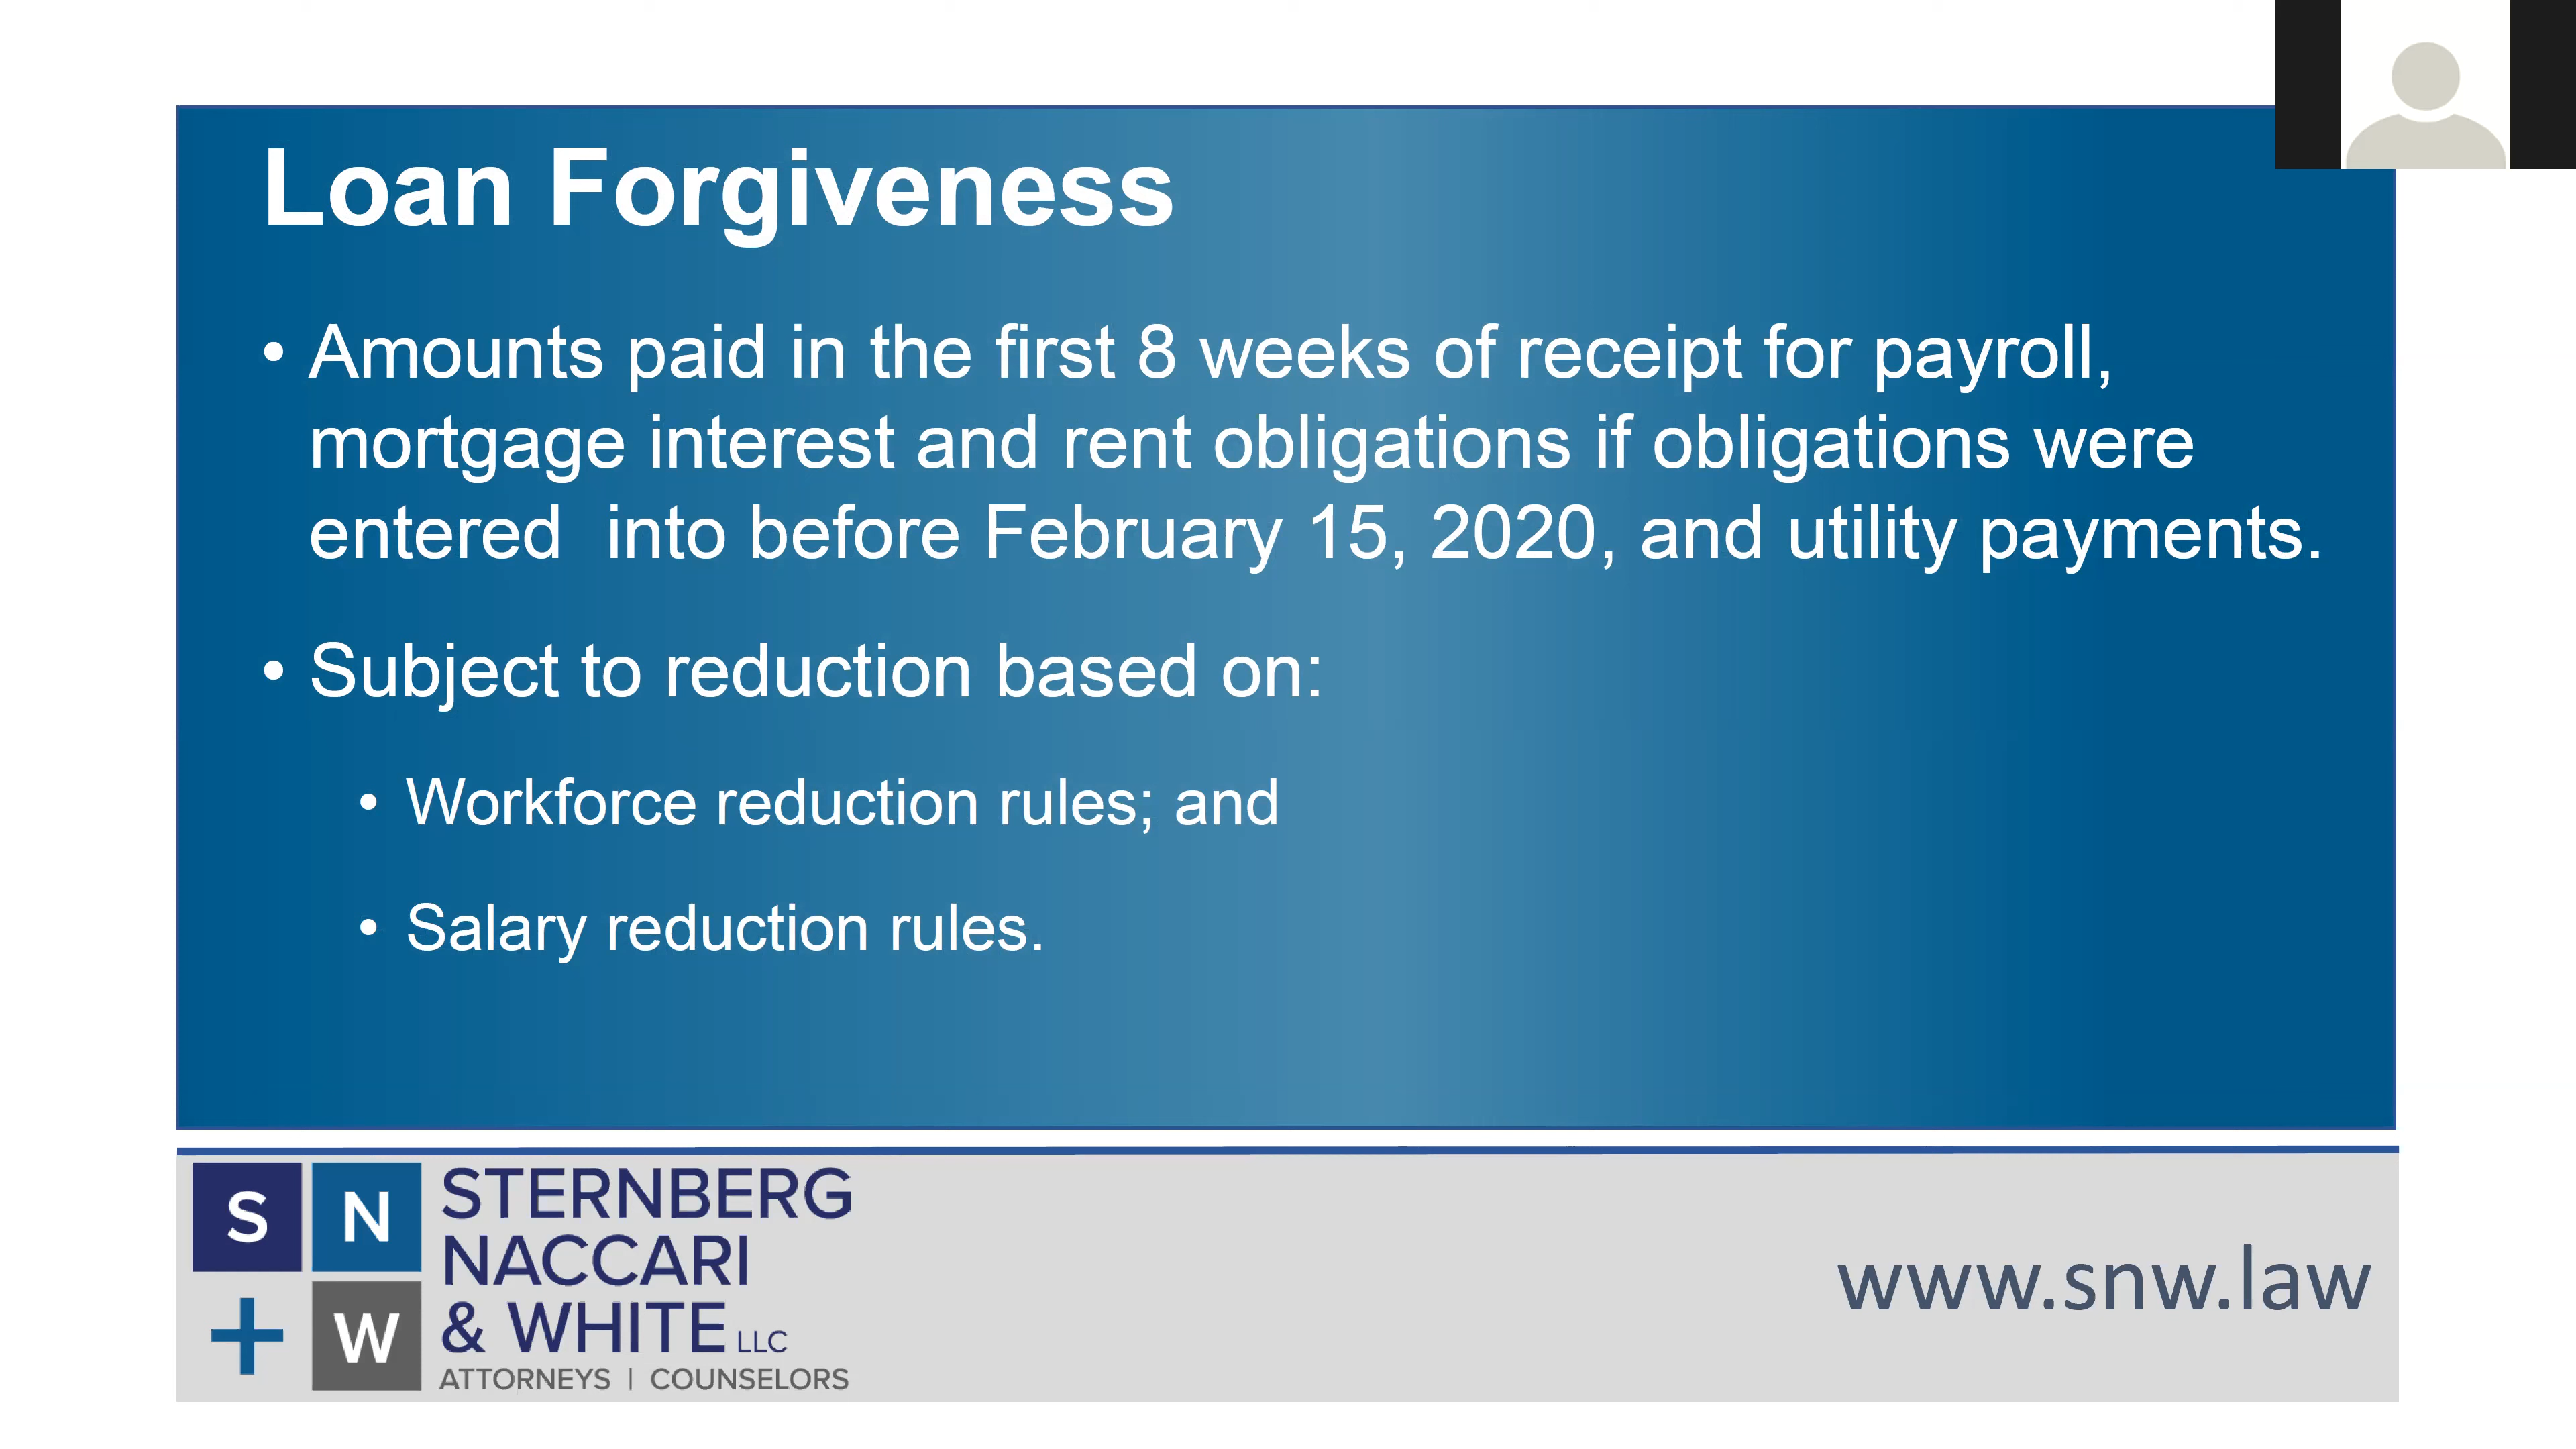 Loan Forgiveness
• Amounts paid in the first 8 weeks of receipt for payroll,
mortgage interest and rent obligations if obligations were
entered  into before February 15, 2020, and utility payments.
• Subject to reduction based on:
• Workforce reduction rules; and
• Salary reduction rules.
S N
+ W
STERNBERG
NACCARI
& WHITE LLC
ATTORNEYS | COUNSELORS
www.snw.law